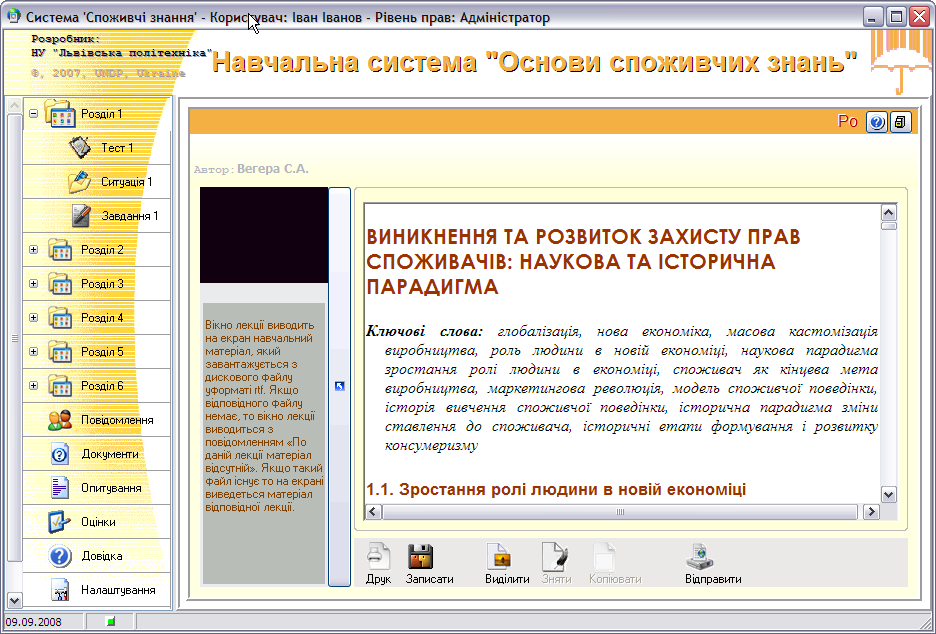 Система 'Споживчі знання' - Користувач: Іван Іванов - Рівень прав: Адміністратор
Розробник:
НУ "Львівська політехніка"
©, 2007, UNDP, Ukraine
Навчальна система "Основи споживчих знань"
Розділ 1
Тест 1
Ситуація 1
Завдання 1
Розділ 2
Розділ 3
Розділ 4
Розділ 5
Розділ 6
Повідомлення
Документи
Опитування
Оцінки
Довідка
Налаштування
Ро
Автор: Вегера С.А.
Вікно лекції виводить
на екран навчальний
матеріал, який
завантажується з
дискового файлу
уформаті rtf. Якщо
відповідного файлу
немає, то вікно лекції
виводиться з
повідомленням «По
даній лекції матеріал
відсутній». Якщо такий
файл існує то на екрані
виведеться матеріал
відповідної лекції.
ВИНИКНЕННЯ ТА РОЗВИТОК ЗАХИСТУ ПРАВ
СПОЖИВАЧІВ: НАУКОВА ТА ІСТОРИЧНА
ПАРАДИГМА
Ключові слова: глобалізація, нова економіка, масова кастомізація
виробництва, роль людини в новій економіці, наукова парадигма
зростання ролі людини в економіці, споживач як кінцева мета
виробництва, маркетингова революція, модель споживчої поведінки,
історія вивчення споживчої поведінки, історична парадигма зміни
ставлення до споживача, історичні етапи формування і розвитку
консумеризму
1.1. Зростання ролі людини в новій економіці
Друк Записати Виділити Зняти Копіювати Відправити
09.09.2008